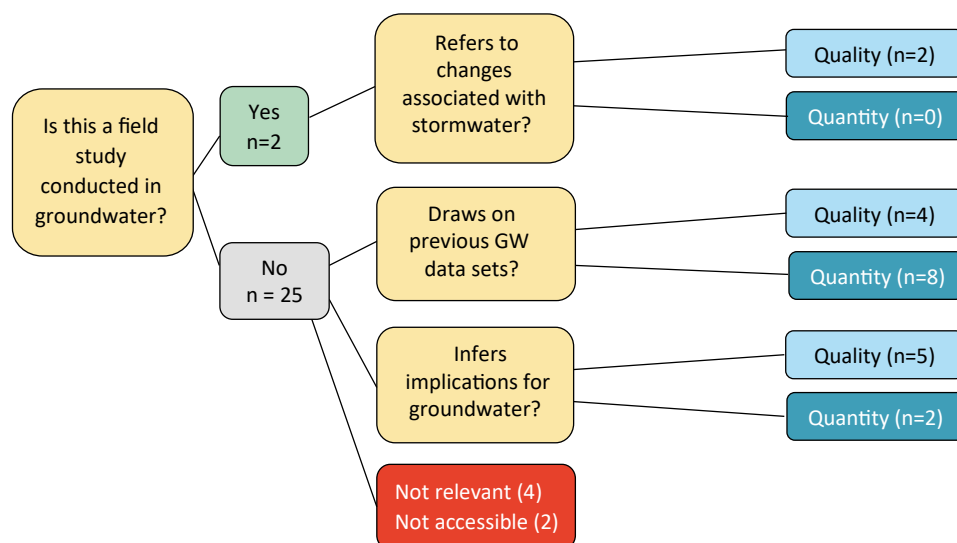 Is this a field
study
conducted in
groundwater?
Yes
n=2
Refers to
changes
associated with
stormwater?
Quality (n=2)
Quantity (n=0)
No
n = 25
Draws on
previous GW
data sets?
Quality (n=4)
Quantity (n=8)
Infers
implications for
groundwater?
Quality (n=5)
Quantity (n=2)
Not relevant (4)
Not accessible (2)